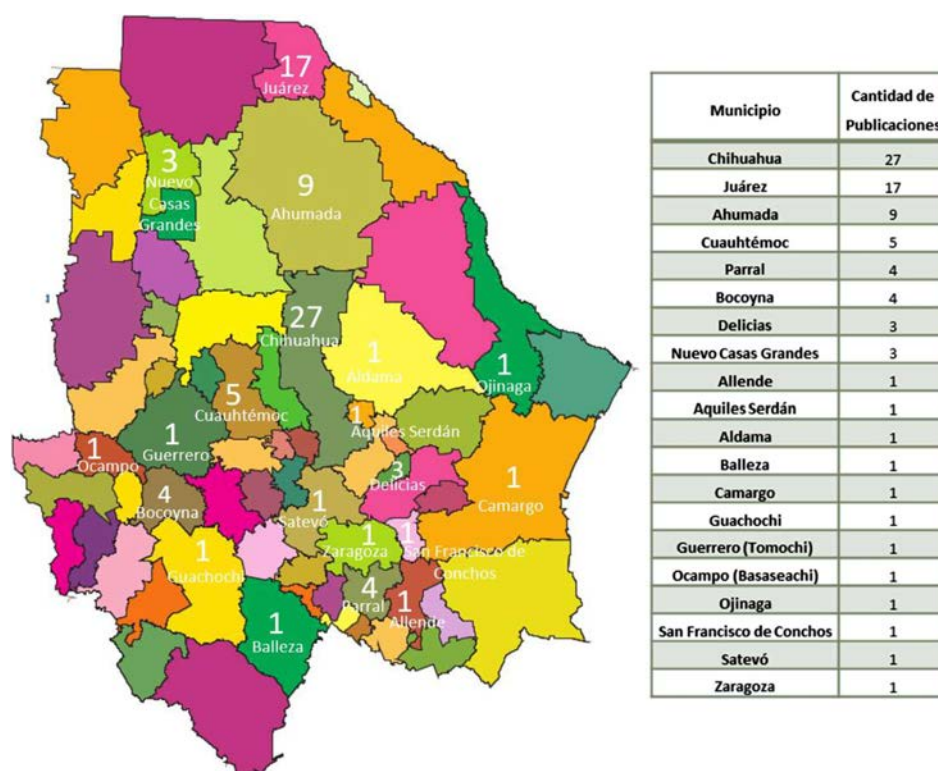 17
Juárez
3
Nuevo
Casas
Grandes
9
Ahumada
27
Chihuahua
1
Aldama
1
Ojinaga
5
Cuauhtémoc
1
Aquiles Serdán
1
Guerrero
1
Ocampo
3
Delicias
1
Camargo
4
Bocoyna
1
Satevó
1
Zaragoza
1
San Francisco de
Conchos
1
Guachochi
4
Parral
1
Allende
1
Balleza
Municipio Cantidad de
Publicaciones
Chihuahua 27
Juárez 17
Ahumada 9
Cuauhtémoc 5
Parral 4
Bocoyna 4
Delicias 3
Nuevo Casas Grandes 3
Allende 1
Aquiles Serdán 1
Aldama 1
Balleza 1
Camargo 1
Guachochi 1
Guerrero (Tomochi) 1
Ocampo (Basaseachi) 1
Ojinaga 1
San Francisco de Conchos 1
Satevó 1
Zaragoza 1